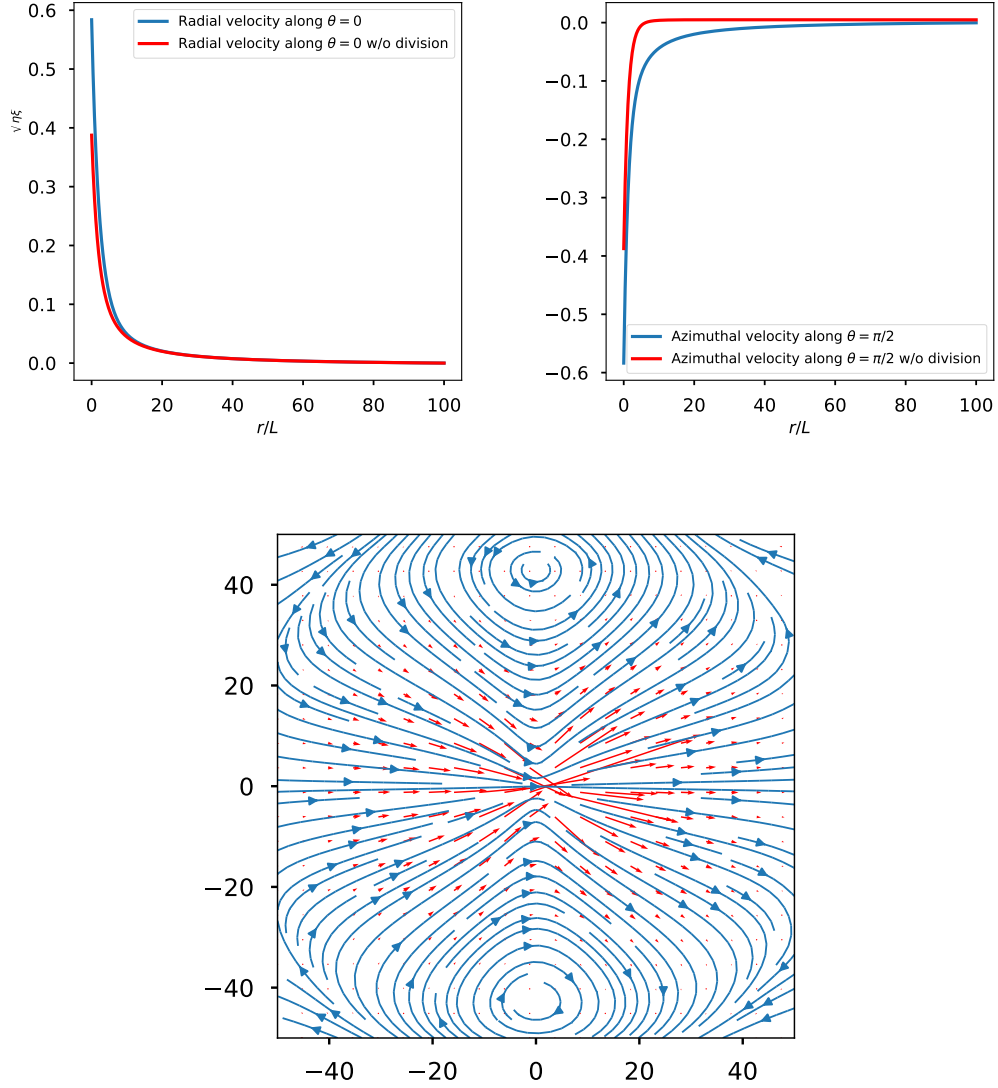 Radial velocity along θ = 0
Radial velocity along θ = 0 w/o division
√ηξ
0.6
0.5
0.4
0.3
0.2
0.1
0.0
0 20 40 60 80 100
r/L
0.0
−0.1
−0.2
−0.3
−0.4
−0.5
−0.6
Azimuthal velocity along θ = π/2
Azimuthal velocity along θ = π/2 w/o division
0 20 40 60 80 100
r/L
40
20
0
−20
−40
−40 −20 0 20 40